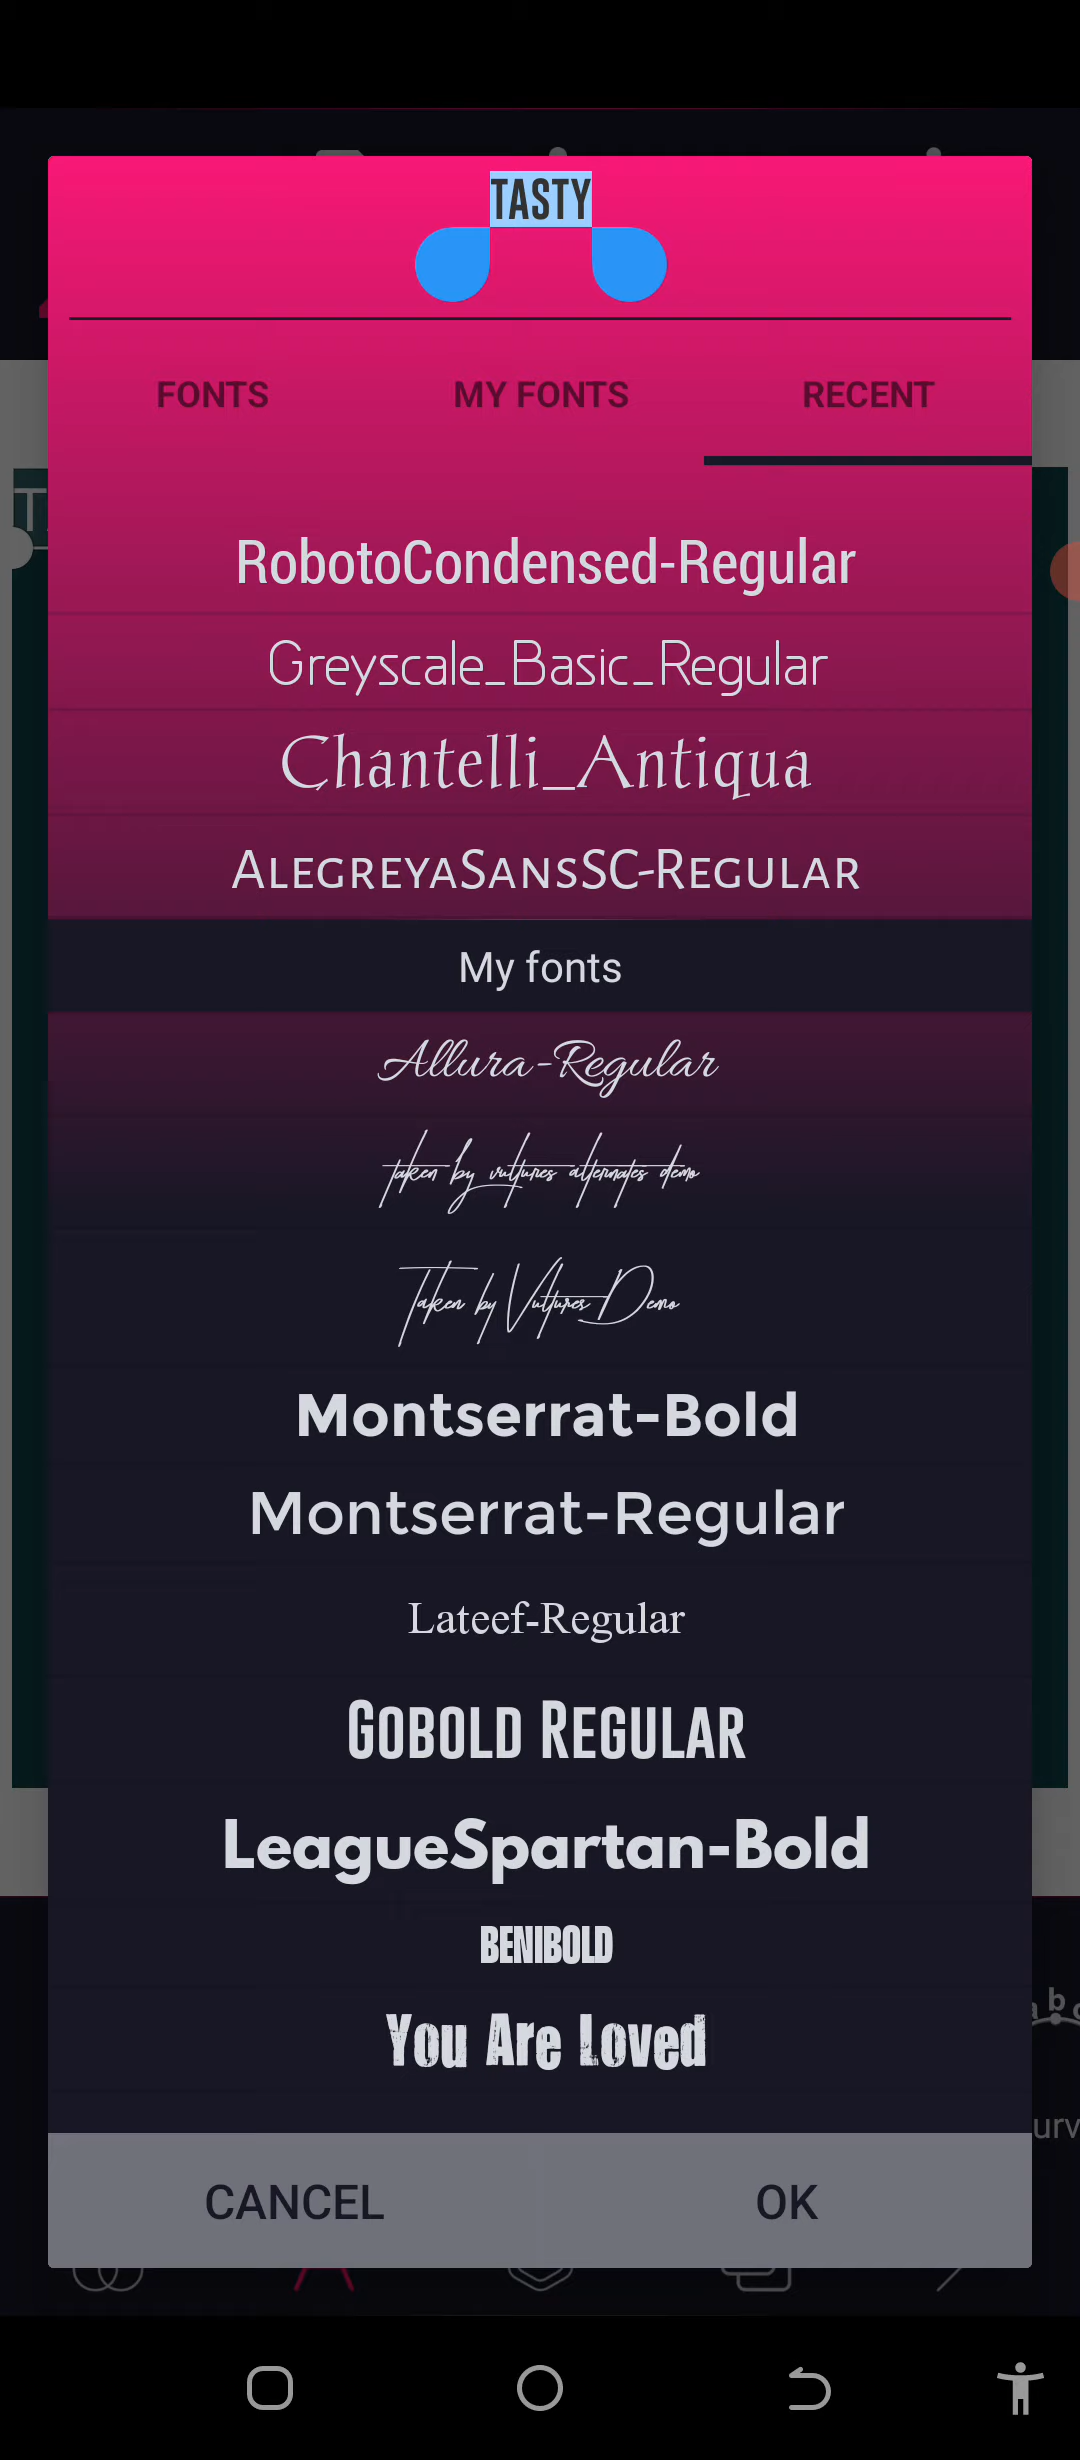 TASTY
FONTS MY FONTS RECENT
T
RobotoCondensed-Regular
Greyscale_Basic_Regular
Chantelli_Antiqua
AlegreyaSansSC-Regular
My fonts
Allura-Regular
taken by vultures alternates demo
Taken by Vultures Demo
Montserrat-Bold
Montserrat-Regular
Lateef-Regular
Gobold Regular
LeagueSpartan-Bold
BENIBOLD
You Are Loved
a b c
urv
CANCEL OK